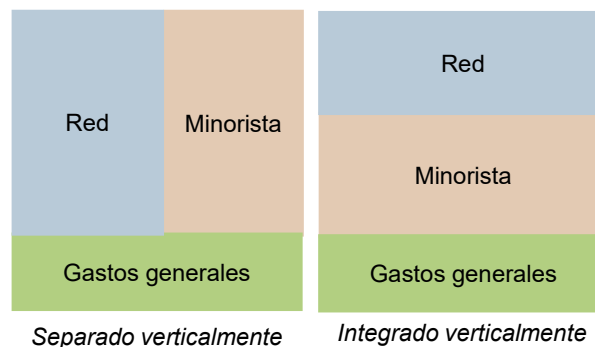 Red
Minorista
Gastos generales
Separado verticalmente
Red
Minorista
Gastos generales
Integrado verticalmente